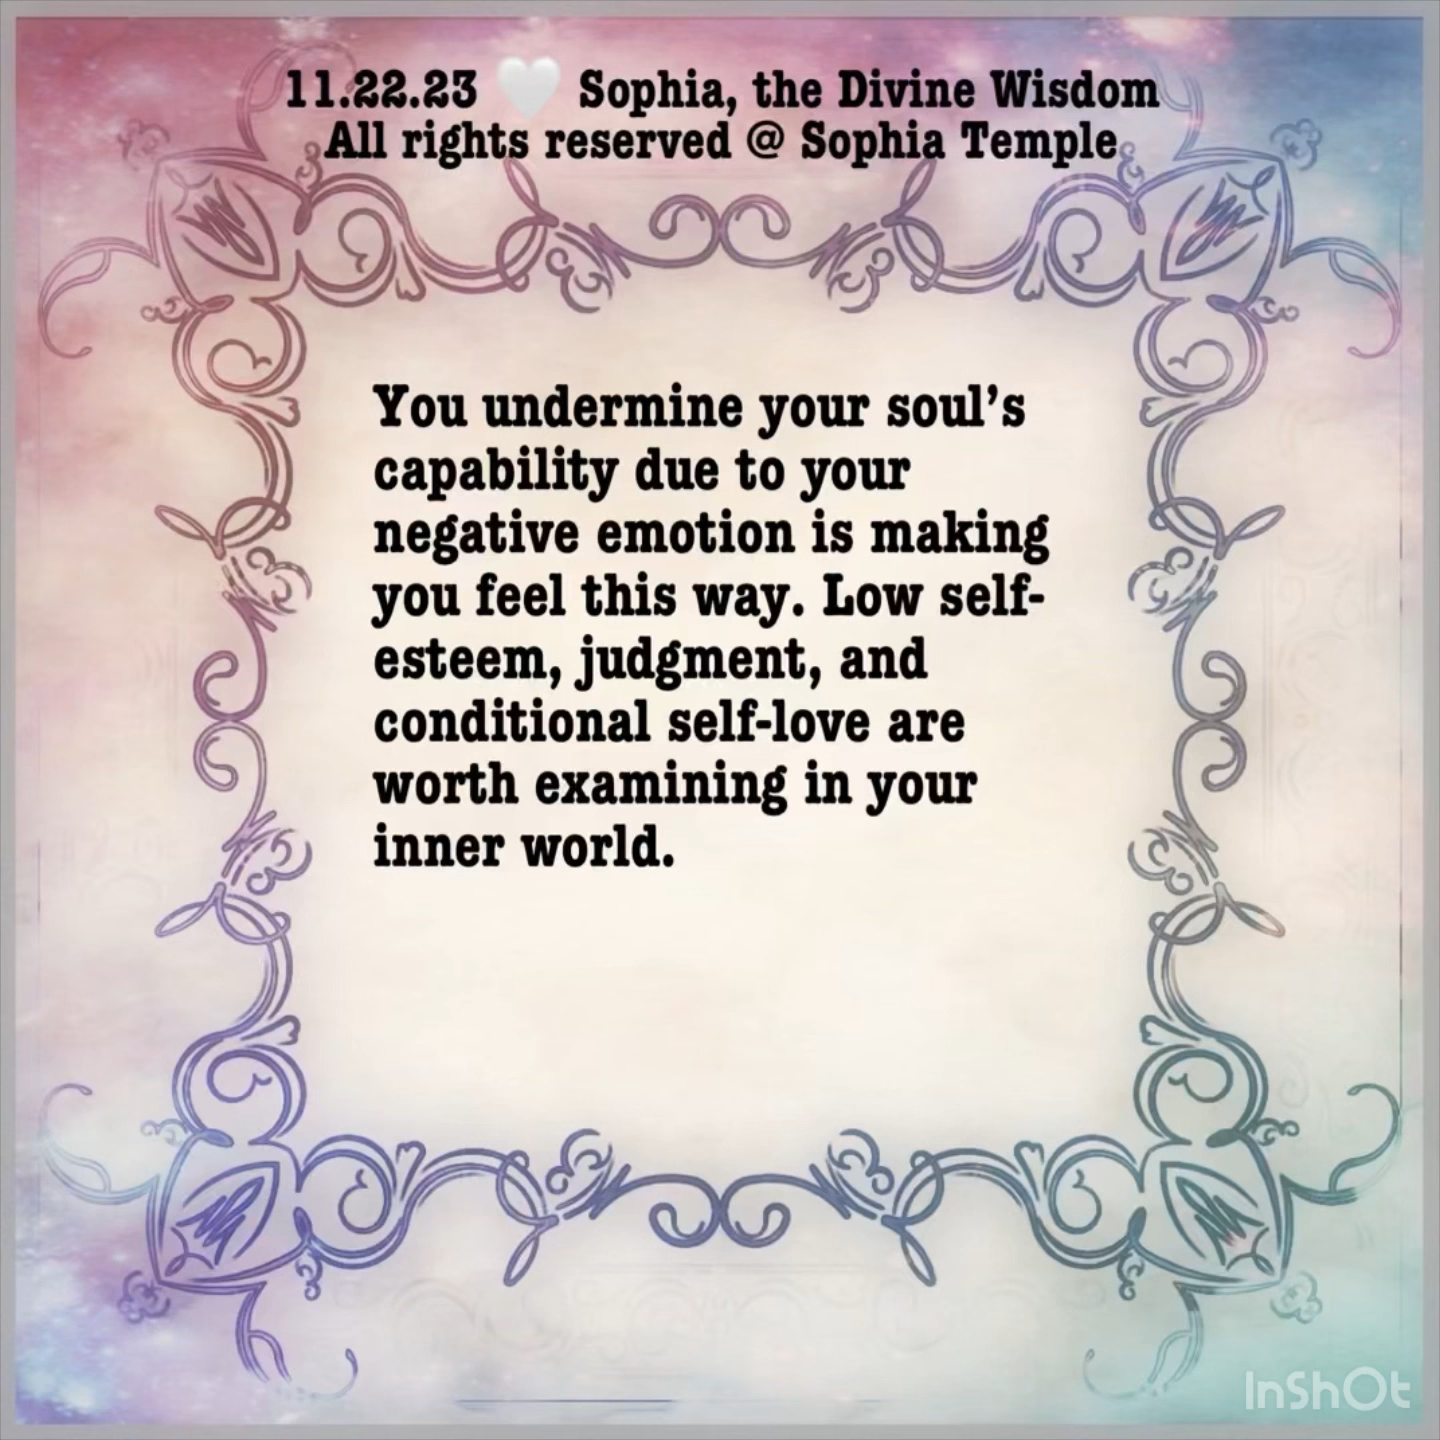 11.22.23 🤍 Sophia, the Divine Wisdom
All rights reserved @ Sophia Temple
You undermine your soul’s
capability due to your
negative emotion is making
you feel this way. Low self-
esteem, judgment, and
conditional self-love are
worth examining in your
inner world.
InShOt